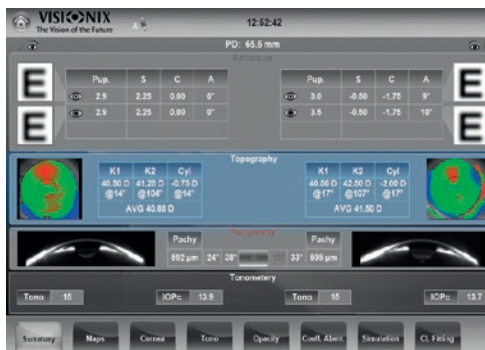 VISIONIX
The Vision of the Future
12:52:42
PD: 65.5 mm
E
E
Pup. S C A
2.9 2.25 0.00 0°
2.9 2.25 0.00 0°
Pup. S C A
3.0 -0.50 -1.75 9°
3.5 -0.50 -1.75 10°
E
E
Topography
K1 K2 Cyl
40.50 D 41.25 D -0.75 D
@14° @104° @14°
AVG 40.88 D
K1 K2 Cyl
40.50 D 42.50 D -2.00 D
@17° @107° @17°
AVG 41.50 D
Pachymetry
Pachy
592 µm 24° 38°
Pachy
33° 595 µm
Tonometery
Tono 15 IOPc 13.9 Tono 15 IOPc 13.7
Summary Maps Cornea Tono Opacity Conft. Aberr. Simulation CL Fitting